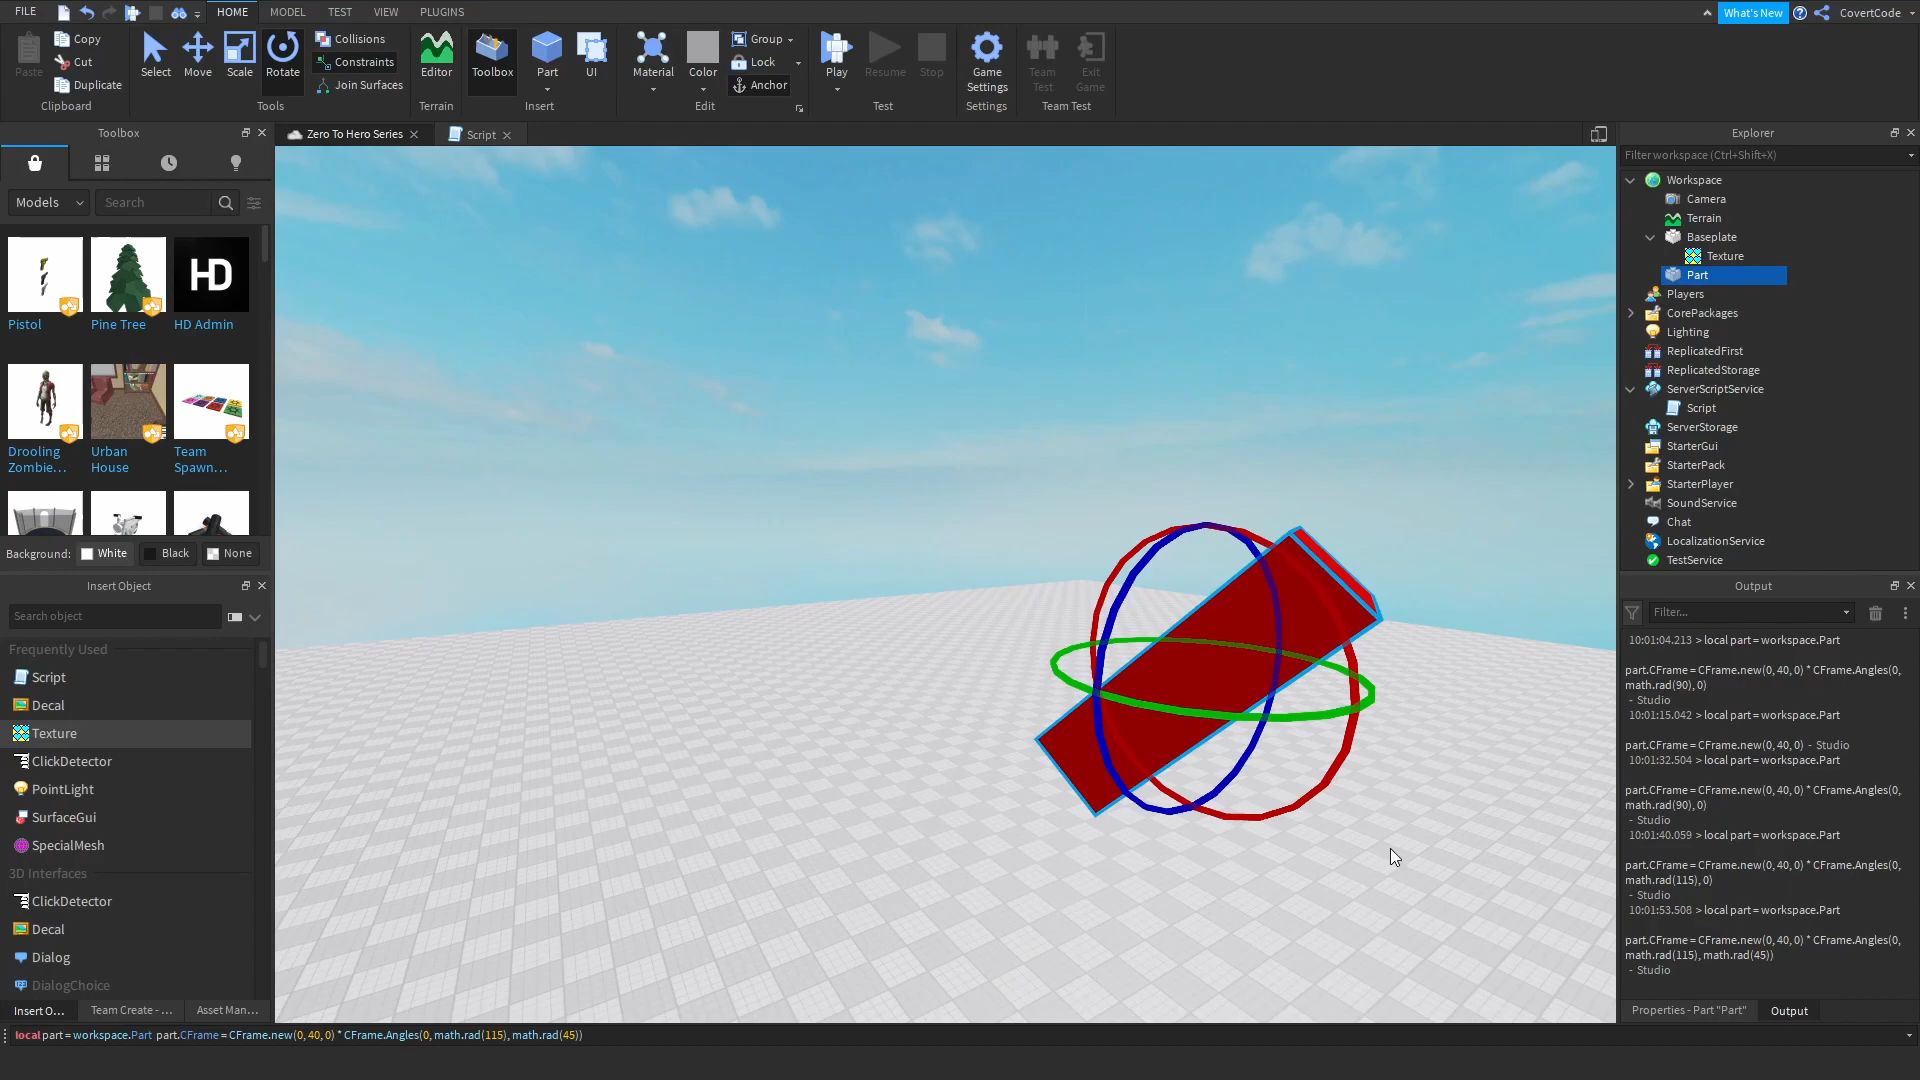 FILE
HOME
MODEL
TEST
VIEW
PLUGINS
What's New
CovertCode
Paste
Copy
Cut
Duplicate
Clipboard
Select
Move
Scale
Rotate
Tools
Collisions
Constraints
Join Surfaces
Editor
Terrain
Toolbox
Part
UI
Insert
Material
Color
Group
Lock
Anchor
Edit
Play
Resume
Stop
Test
Game
Settings
Settings
Team
Test
Exit
Game
Team Test
Toolbox
Models
Search
Pistol
Pine Tree
HD
HD Admin
Drooling
Zombie...
Urban
House
Team
Spawn...
Background:
White
Black
None
Insert Object
Search object
Frequently Used
Script
Decal
Texture
ClickDetector
PointLight
SurfaceGui
SpecialMesh
3D Interfaces
ClickDetector
Decal
Dialog
DialogChoice
Insert O...
Team Create - ...
Asset Man...
Zero To Hero Series
Script
Explorer
Filter workspace (Ctrl+Shift+X)
Workspace
Camera
Terrain
Baseplate
Texture
Part
Players
CorePackages
Lighting
ReplicatedFirst
ReplicatedStorage
ServerScriptService
Script
ServerStorage
StarterGui
StarterPack
StarterPlayer
SoundService
Chat
LocalizationService
TestService
Output
Filter...
10:01:04.213 > local part = workspace.Part
part.CFrame = CFrame.new(0, 40, 0) * CFrame.Angles(0,
math.rad(90), 0)
- Studio
10:01:15.042 > local part = workspace.Part
part.CFrame = CFrame.new(0, 40, 0) - Studio
10:01:32.504 > local part = workspace.Part
part.CFrame = CFrame.new(0, 40, 0) * CFrame.Angles(0,
math.rad(90), 0)
- Studio
10:01:40.059 > local part = workspace.Part
part.CFrame = CFrame.new(0, 40, 0) * CFrame.Angles(0,
math.rad(115), 0)
- Studio
10:01:53.508 > local part = workspace.Part
part.CFrame = CFrame.new(0, 40, 0) * CFrame.Angles(0,
math.rad(115), math.rad(45))
- Studio
Properties - Part "Part"
Output
local part = workspace.Part part.CFrame = CFrame.new(0, 40, 0) * CFrame.Angles(0, math.rad(115), math.rad(45))